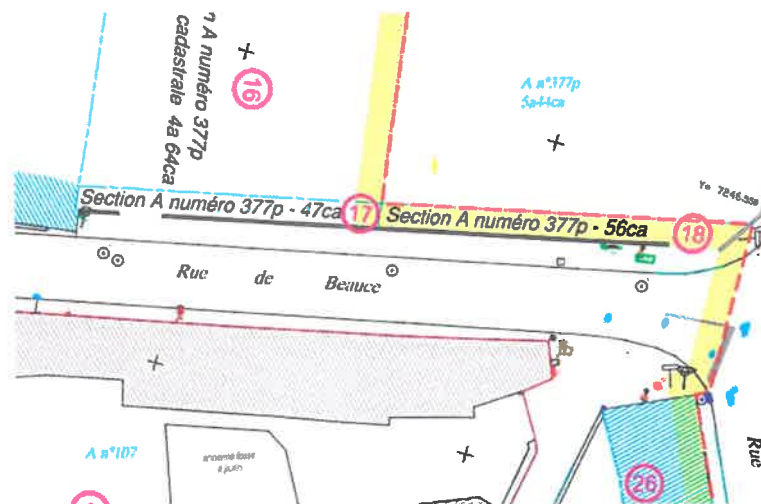 A numéro 377p
cadastrale 4a 64ca
16
A n°377p
5a44ca
Section A numéro 377p - 47ca
17
Section A numéro 377p - 56ca
18
Rue de Beauce
A n°107
26
Rue